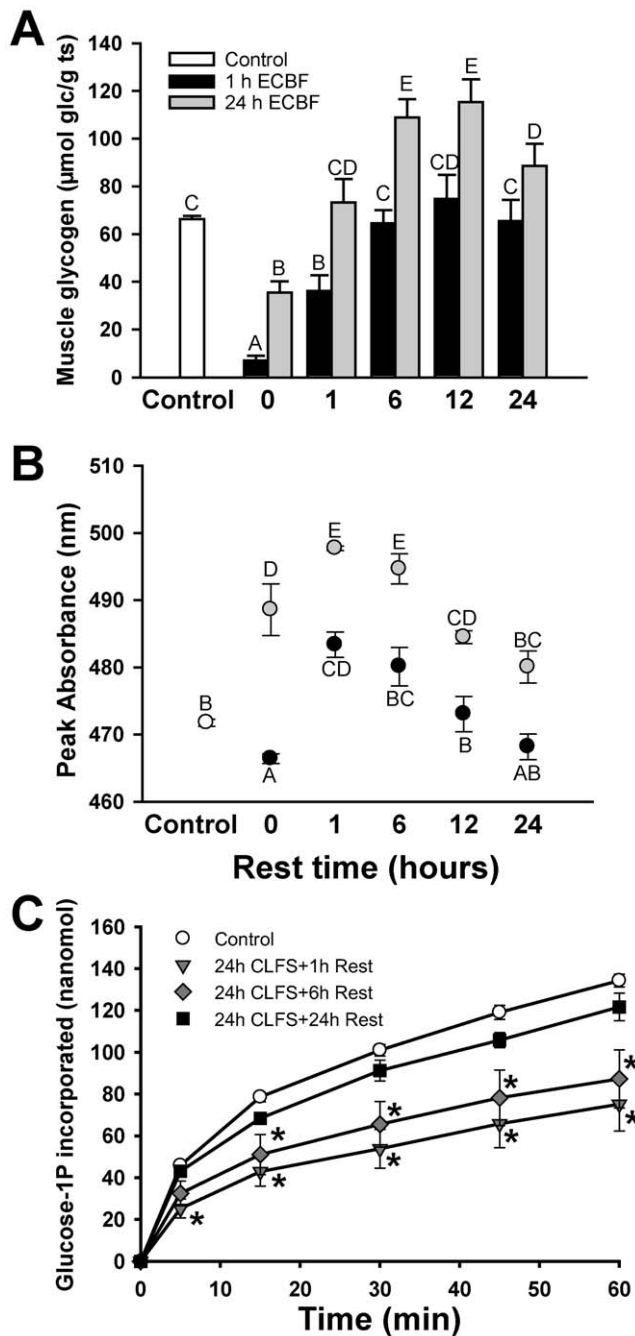 A
Muscle glycogen (µmol glc/g ts)
140
120
100
80
60
40
20
0
Control
1 h ECBF
24 h ECBF
C
A
B
B
CD
C
E
CD
E
C
D
Control 0 1 6 12 24
B
Peak Absorbance (nm)
510
500
490
480
470
460
B
D
A
E
CD
E
BC
CD
B
BC
AB
Control 0 1 6 12 24
Rest time (hours)
C
Glucose-1P incorporated (nanomol)
160
140
120
100
80
60
40
20
0
Control
24h CLFS+1h Rest
24h CLFS+6h Rest
24h CLFS+24h Rest
* * * *
* * * * *
0 10 20 30 40 50 60
Time (min)